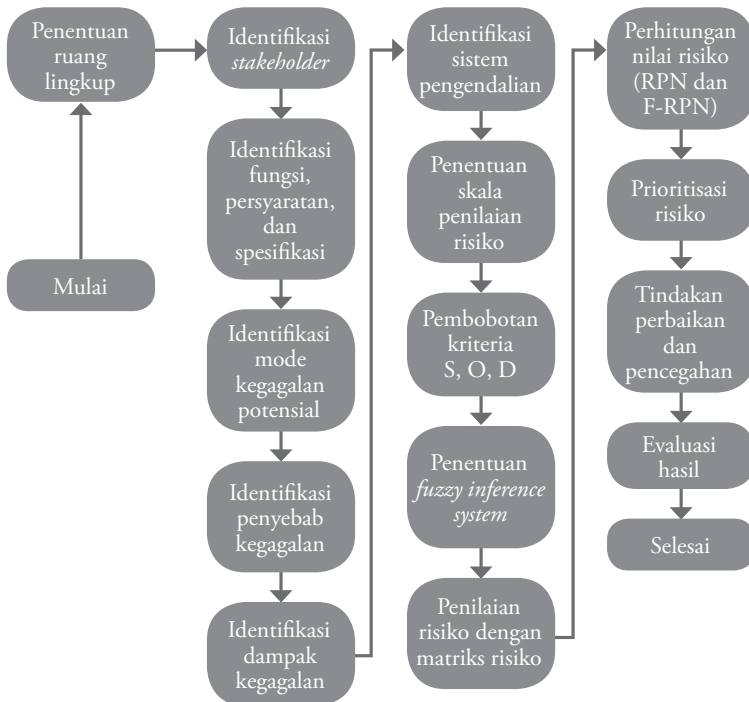 Mulai
Penentuan
ruang
lingkup
Identifikasi
stakeholder
Identifikasi
fungsi,
persyaratan,
dan
spesifikasi
Identifikasi
mode
kegagalan
potensial
Identifikasi
penyebab
kegagalan
Identifikasi
dampak
kegagalan
Identifikasi
sistem
pengendalian
Penentuan
skala
penilaian
risiko
Pembobotan
kriteria
S, O, D
Penentuan
fuzzy inference
system
Penilaian
risiko dengan
matriks risiko
Perhitungan
nilai risiko
(RPN dan
F-RPN)
Prioritisasi
risiko
Tindakan
perbaikan
dan
pencegahan
Evaluasi
hasil
Selesai